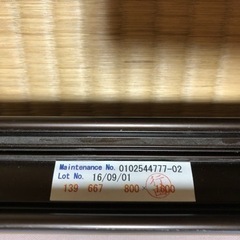 Maintenance No. 0102544777-02
Lot No. 16/09/01
139 667 800 × 1800